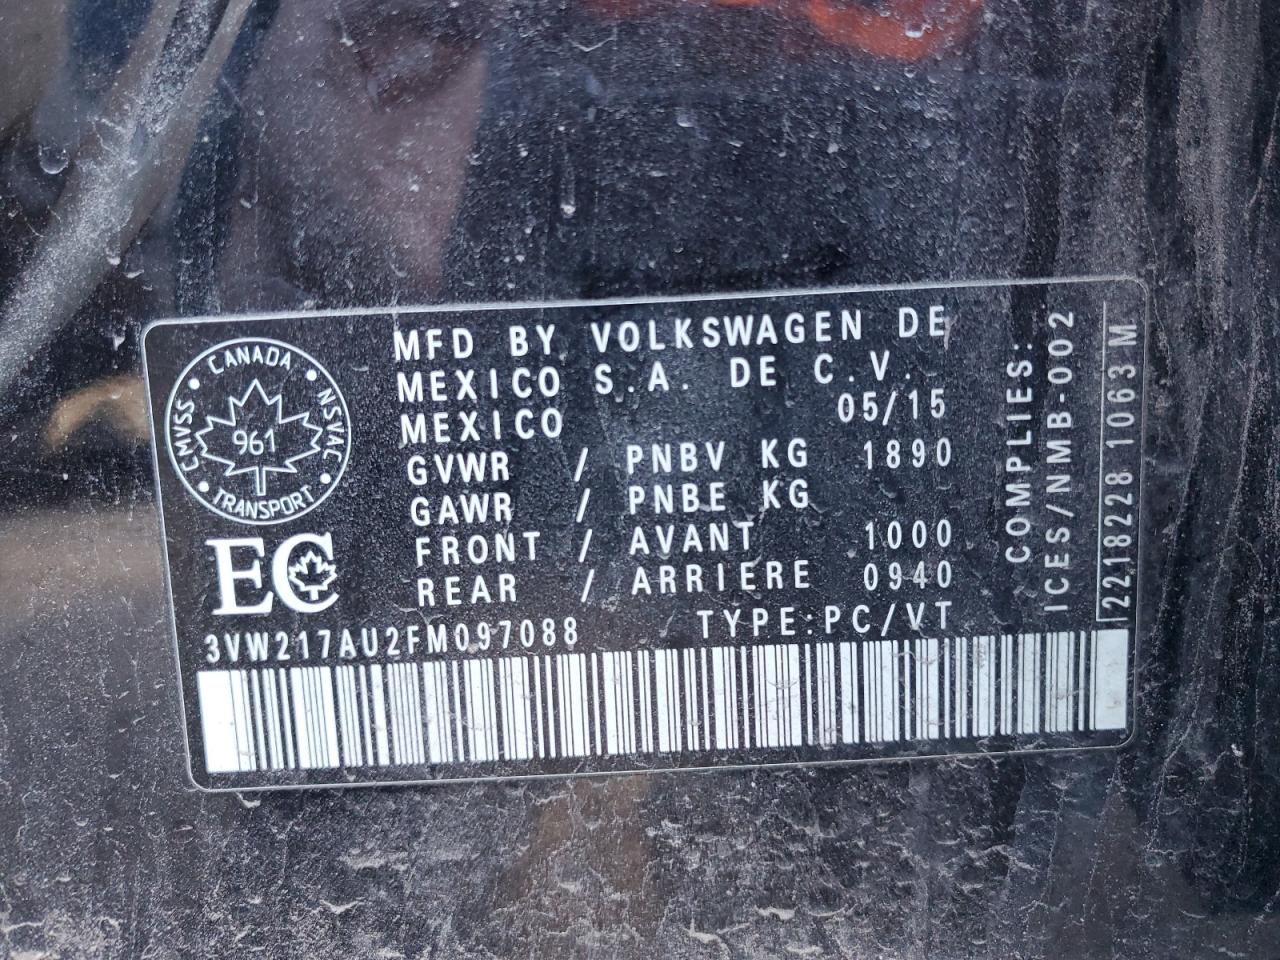 CANADA
CMVSS NSVAC
961
TRANSPORT
EC
MFD BY VOLKSWAGEN DE
MEXICO S.A. DE C.V.
MEXICO 05/15
GVWR / PNBV KG 1890
GAWR / PNBE KG
FRONT / AVANT 1000
REAR / ARRIERE 0940
3VW217AU2FM097088 TYPE:PC/VT
COMPLIES:
ICES/NMB-002
1218228 1063 M